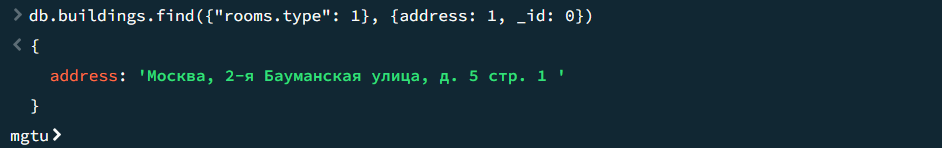 > db.buildings.find({"rooms.type": 1}, {address: 1, _id: 0})
< {
address: 'Москва, 2-я Бауманская улица, д. 5 стр. 1 '
}
mgtu>